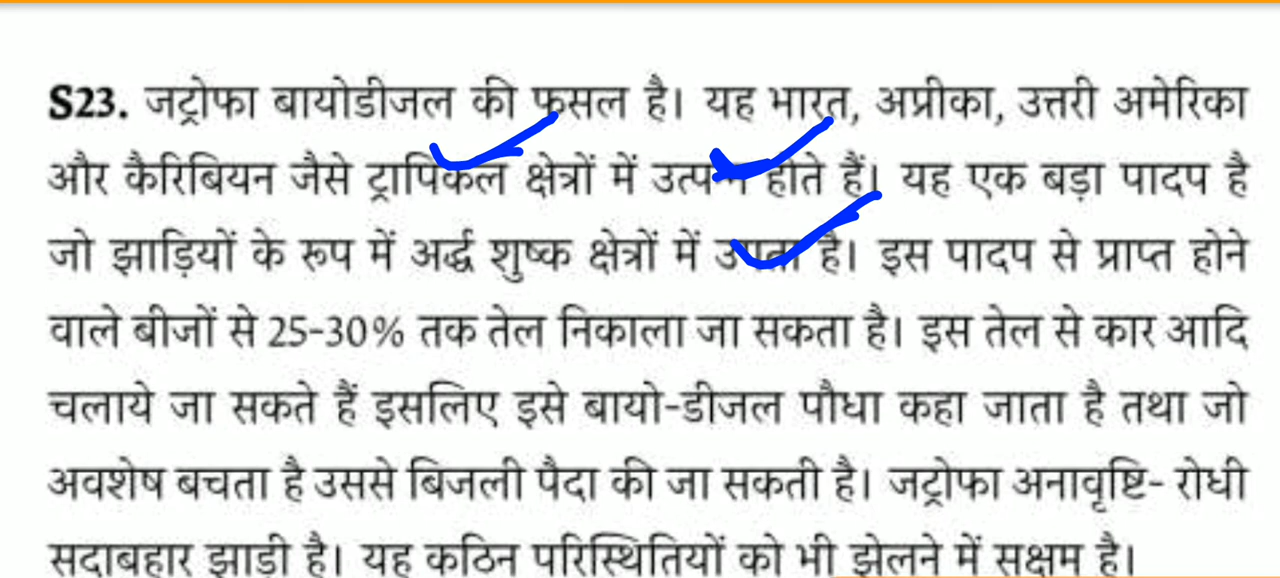 S23. जट्रोफा बायोडीजल की फसल है। यह भारत, अफ्रीका, उत्तरी अमेरिका
और कैरिबियन जैसे ट्रापिकल क्षेत्रों में उत्पन्न होते हैं। यह एक बड़ा पादप है
जो झाड़ियों के रूप में अर्द्ध शुष्क क्षेत्रों में उगता है। इस पादप से प्राप्त होने
वाले बीजों से 25-30% तक तेल निकाला जा सकता है। इस तेल से कार आदि
चलाये जा सकते हैं इसलिए इसे बायो-डीजल पौधा कहा जाता है तथा जो
अवशेष बचता है उससे बिजली पैदा की जा सकती है। जट्रोफा अनावृष्टि- रोधी
सदाबहार झाडी है। यह कठिन परिस्थितियों को भी झेलने में सक्षम है।